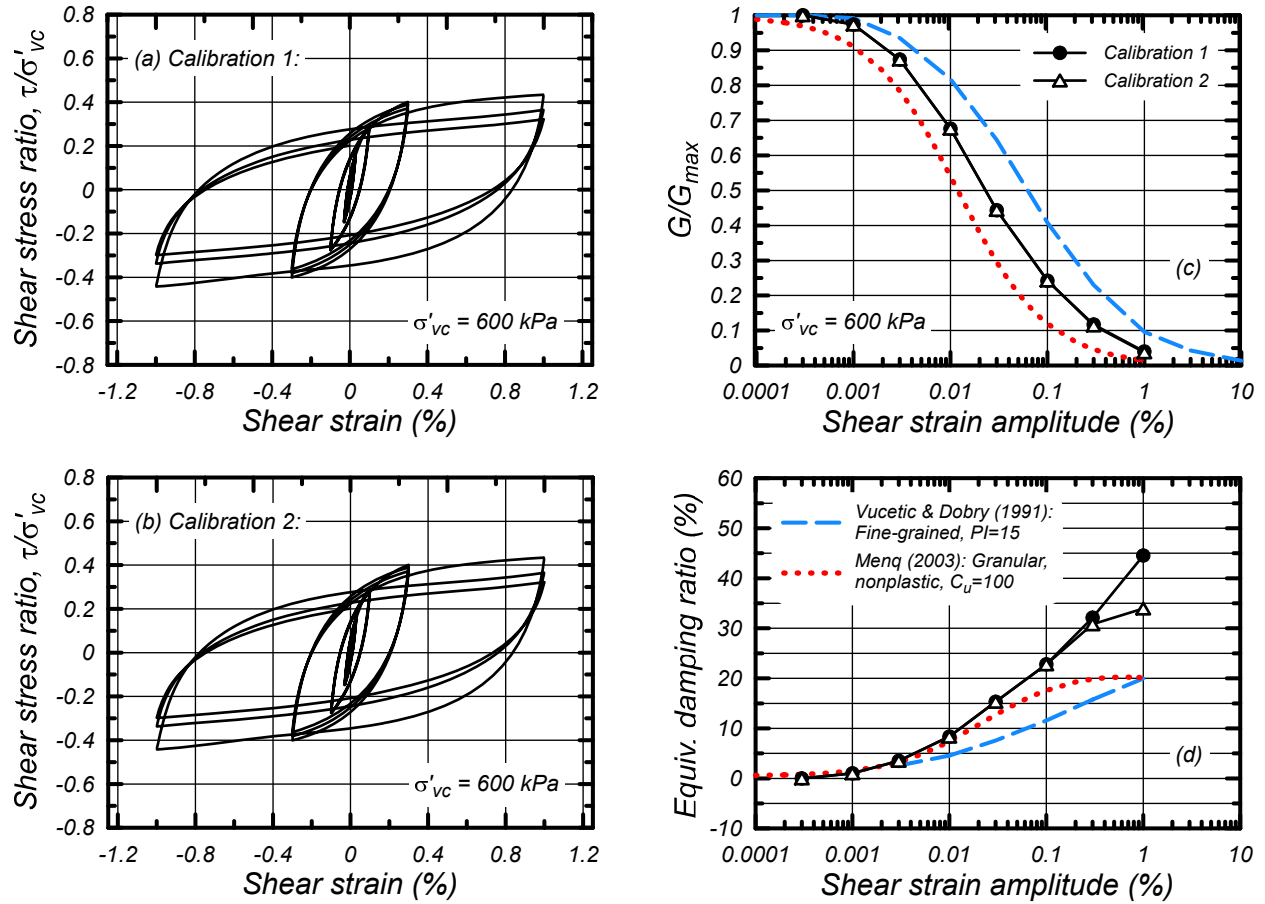 0.8
0.6
0.4
0.2
0
-0.2
-0.4
-0.6
-0.8
Shear stress ratio, τ/σ'vc
(a) Calibration 1:
σ'vc = 600 kPa
-1.2 -0.8 -0.4 0 0.4 0.8 1.2
Shear strain (%)
1
0.9
0.8
0.7
0.6
0.5
0.4
0.3
0.2
0.1
0
G/Gmax
Calibration 1
Calibration 2
(c)
σ'vc = 600 kPa
0.0001 0.001 0.01 0.1 1 10
Shear strain amplitude (%)
0.8
0.6
0.4
0.2
0
-0.2
-0.4
-0.6
-0.8
Shear stress ratio, τ/σ'vc
(b) Calibration 2:
σ'vc = 600 kPa
-1.2 -0.8 -0.4 0 0.4 0.8 1.2
Shear strain (%)
60
50
40
30
20
10
0
-10
Equiv. damping ratio (%)
Vucetic & Dobry (1991):
Fine-grained, PI=15
Menq (2003): Granular,
nonplastic, Cu=100
(d)
0.0001 0.001 0.01 0.1 1 10
Shear strain amplitude (%)